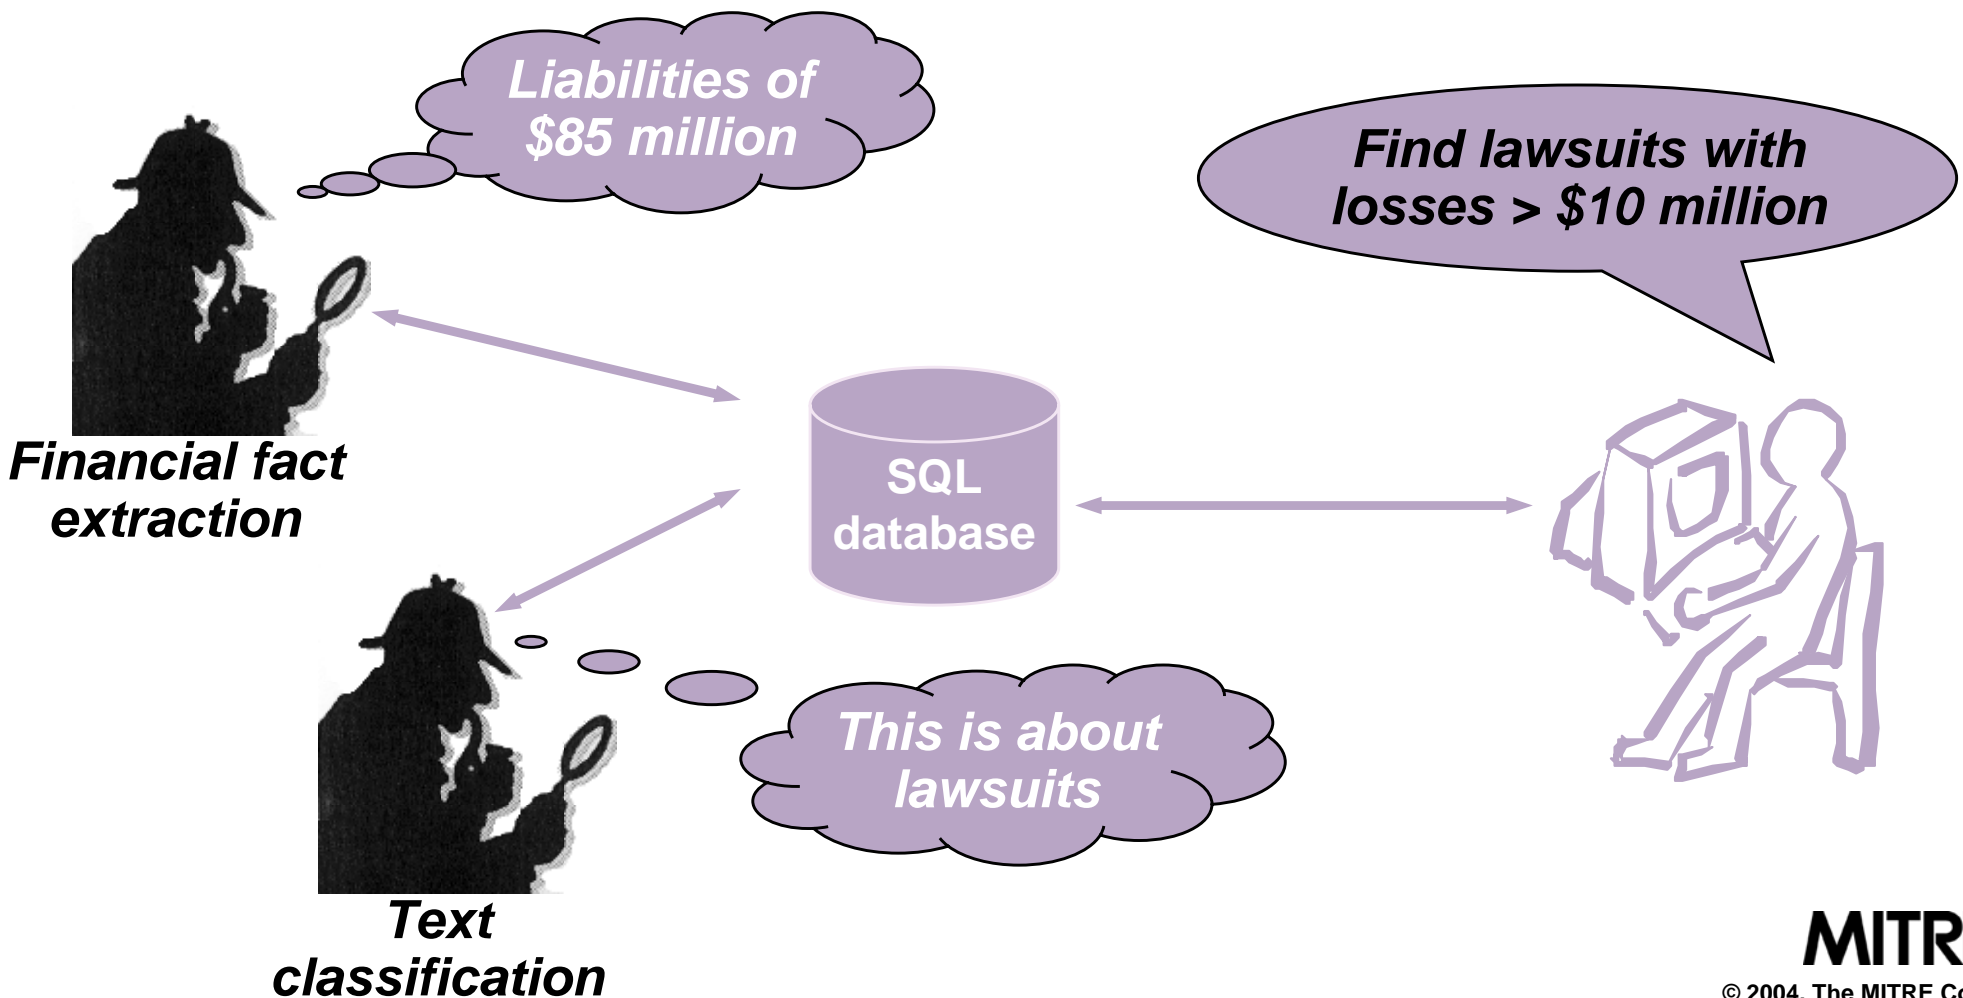 Liabilities of
$85 million
Find lawsuits with
losses > $10 million
Financial fact
extraction
SQL
database
This is about
lawsuits
Text
classification
MITR
© 2004, The MITRE Co